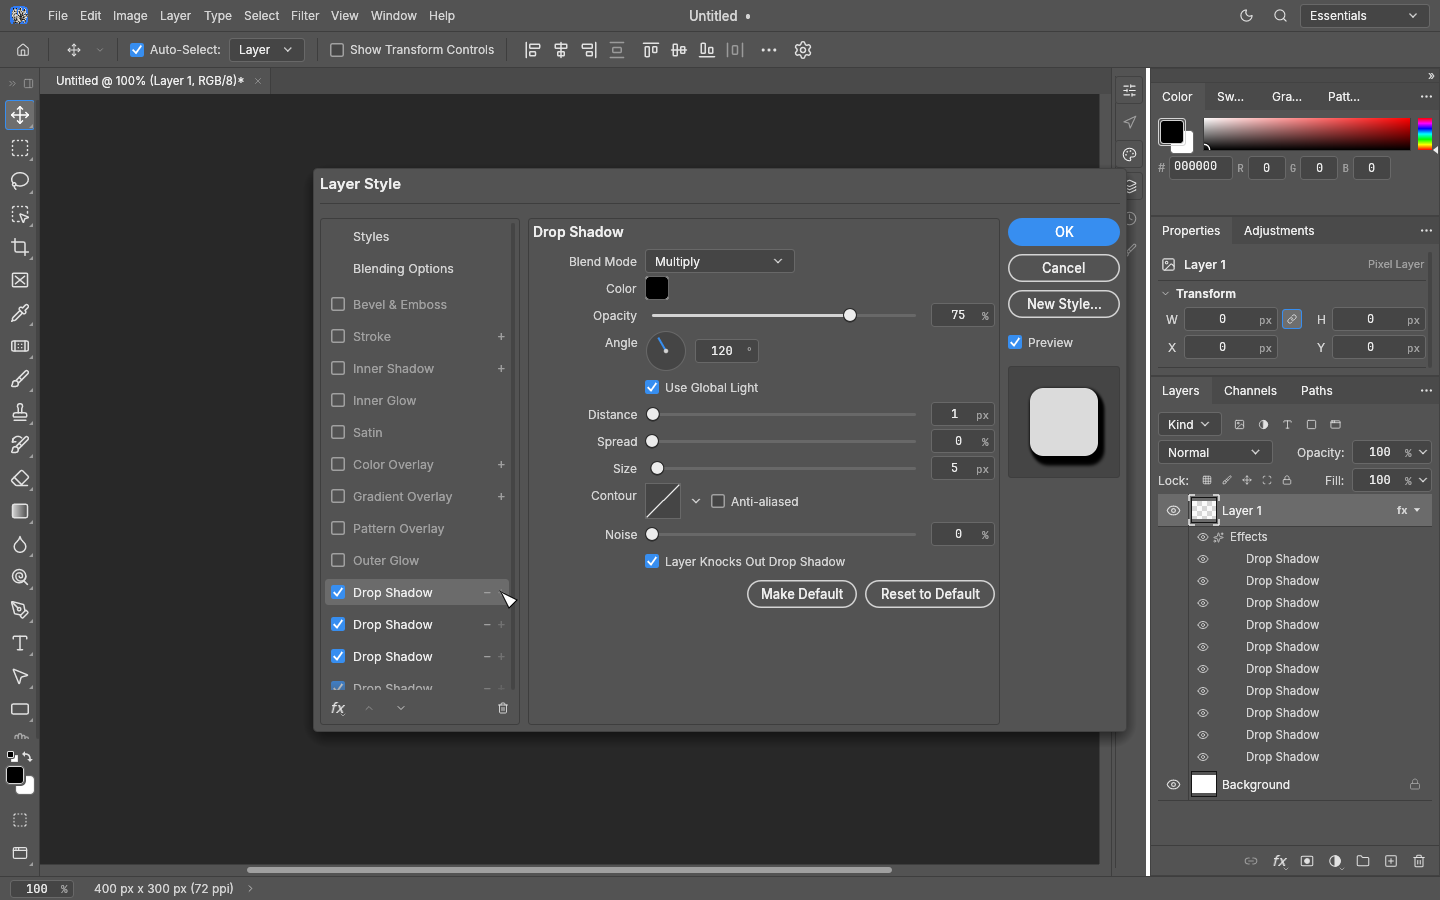 File Edit Image Layer Type Select Filter View Window Help
Untitled •
Essentials
Auto-Select: Layer
Show Transform Controls
Untitled @ 100% (Layer 1, RGB/8)*
Layer Style
Styles
Blending Options
Bevel & Emboss
Stroke +
Inner Shadow +
Inner Glow
Satin
Color Overlay +
Gradient Overlay +
Pattern Overlay
Outer Glow
Drop Shadow −
Drop Shadow − +
Drop Shadow − +
Drop Shadow − +
fx
Drop Shadow
Blend Mode Multiply
Color
Opacity 75 %
Angle 120 °
Use Global Light
Distance 1 px
Spread 0 %
Size 5 px
Contour
Anti-aliased
Noise 0 %
Layer Knocks Out Drop Shadow
Make Default
Reset to Default
OK
Cancel
New Style...
Preview
Color Sw... Gra... Patt...
# 000000 R 0 G 0 B 0
Properties Adjustments
Layer 1 Pixel Layer
Transform
W 0 px H 0 px
X 0 px Y 0 px
Layers Channels Paths
Kind
Normal Opacity: 100 %
Lock: Fill: 100 %
Layer 1 fx
Effects
Drop Shadow
Drop Shadow
Drop Shadow
Drop Shadow
Drop Shadow
Drop Shadow
Drop Shadow
Drop Shadow
Drop Shadow
Drop Shadow
Background
fx
100 % 400 px x 300 px (72 ppi)